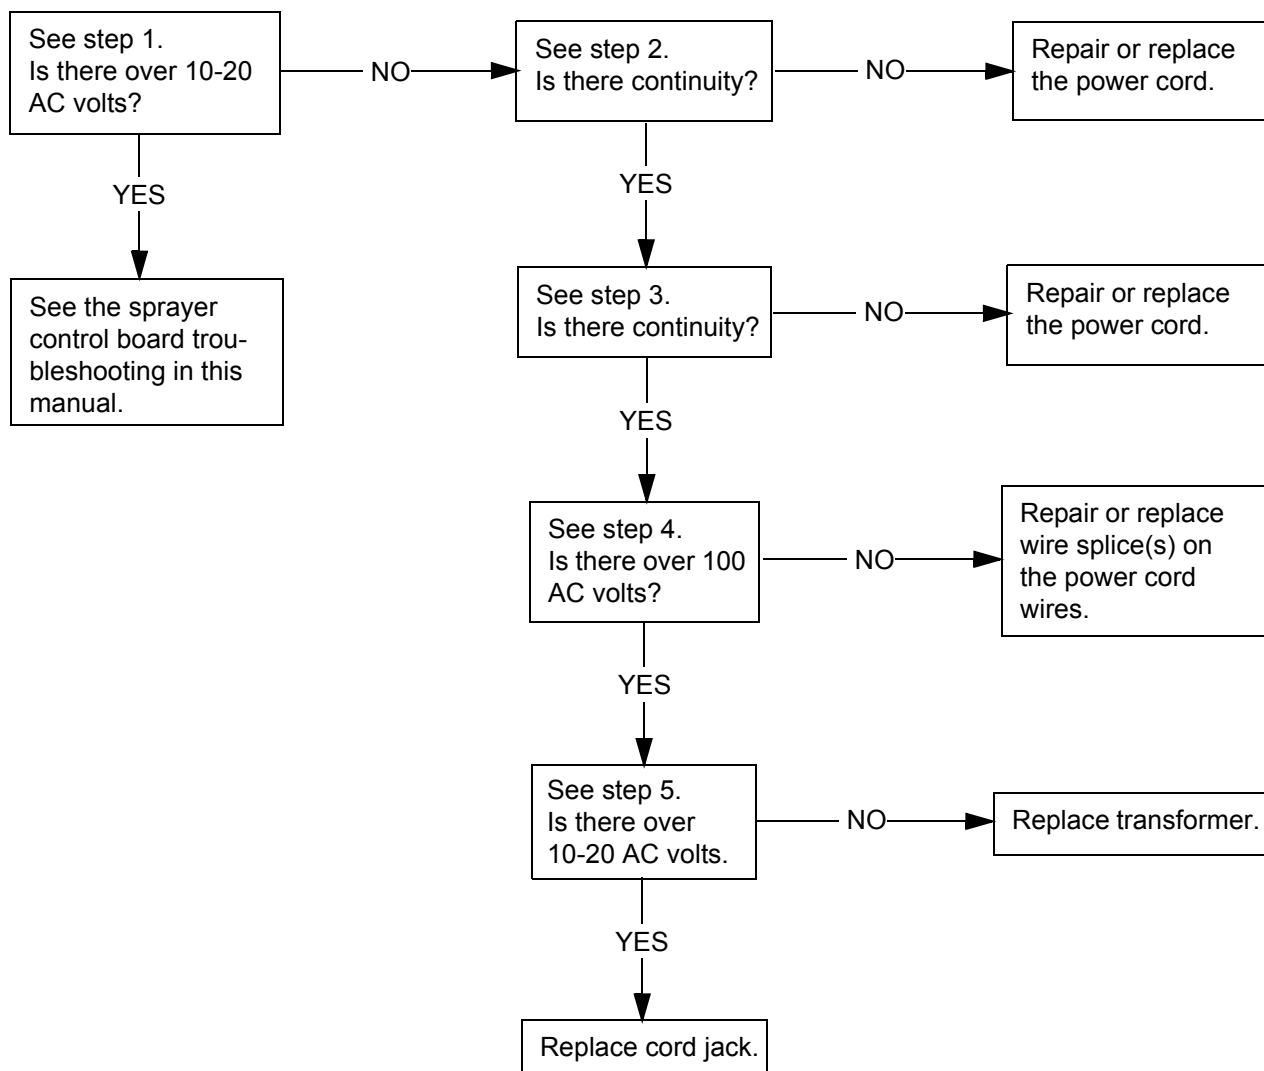 See step 1.
Is there over 10-20
AC volts?
NO
See step 2.
Is there continuity?
NO
Repair or replace
the power cord.
YES
See the sprayer
control board trou-
bleshooting in this
manual.
YES
See step 3.
Is there continuity?
NO
Repair or replace
the power cord.
YES
See step 4.
Is there over 100
AC volts?
NO
Repair or replace
wire splice(s) on
the power cord
wires.
YES
See step 5.
Is there over
10-20 AC volts.
NO
Replace transformer.
YES
Replace cord jack.